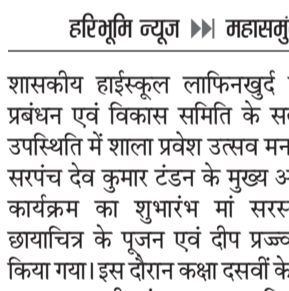 हरिभूमि न्यूज ▶▶| महासमुं
शासकीय हाईस्कूल लाफिनखुर्द
प्रबंधन एवं विकास समिति के स
उपस्थिति में शाला प्रवेश उत्सव मन
सरपंच देव कुमार टंडन के मुख्य अ
कार्यक्रम का शुभारंभ मां सरस
छायाचित्र के पूजन एवं दीप प्रज्ज्व
किया गया। इस दौरान कक्षा दसवीं के